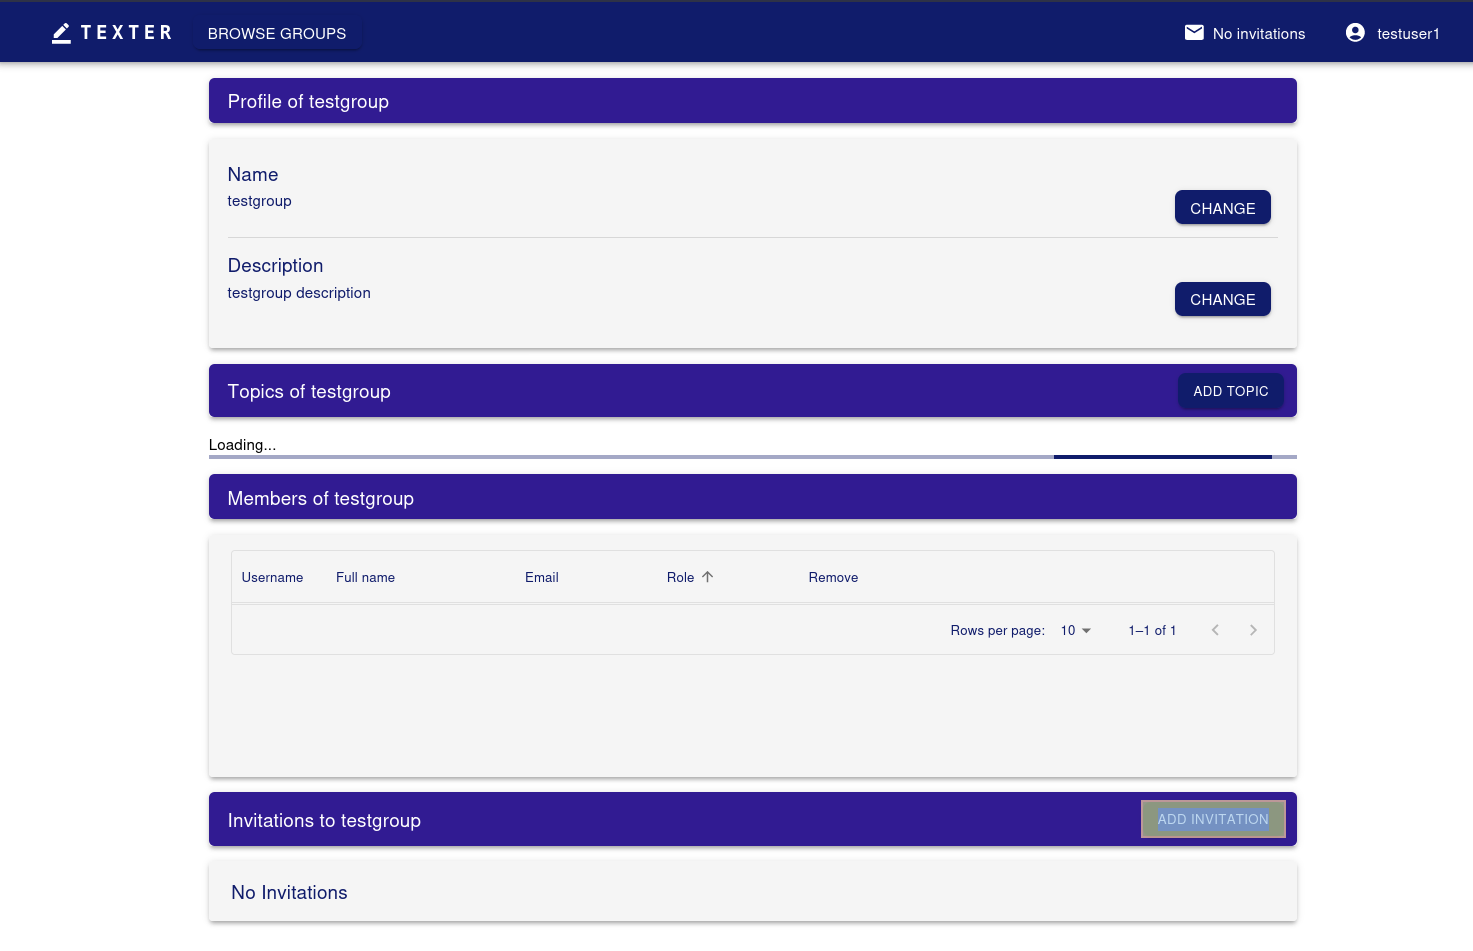 TEXTER BROWSE GROUPS No invitations testuser1
Profile of testgroup
Name
testgroup
CHANGE
Description
testgroup description
CHANGE
Topics of testgroup ADD TOPIC
Loading...
Members of testgroup
Username Full name Email Role Remove
Rows per page: 10 1–1 of 1
Invitations to testgroup ADD INVITATION
No Invitations